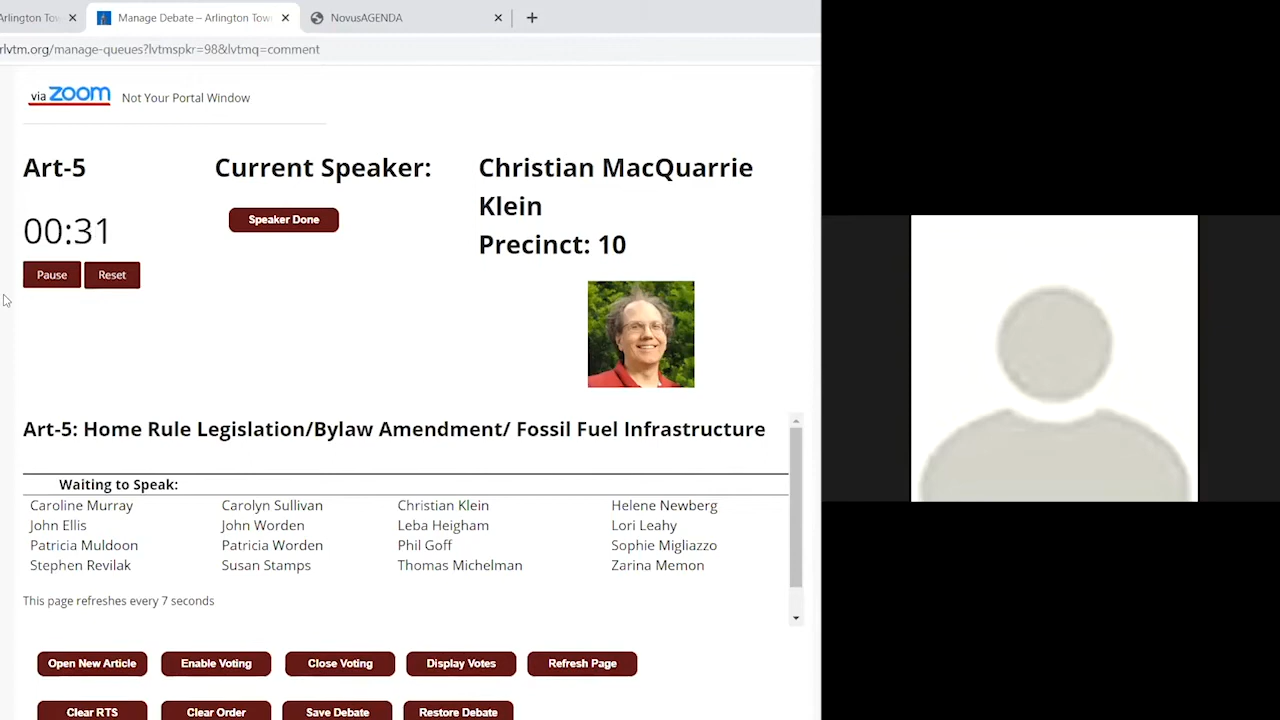 Arlington Tow
Manage Debate – Arlington Tow
NovusAGENDA
rlvtm.org/manage-queues?lvtmspkr=98&lvtmq=comment
via zoom Not Your Portal Window
Art-5
Current Speaker:
Christian MacQuarrie
Klein
Precinct: 10
00:31
Speaker Done
Pause
Reset
Art-5: Home Rule Legislation/Bylaw Amendment/ Fossil Fuel Infrastructure
Waiting to Speak:
Caroline Murray Carolyn Sullivan Christian Klein Helene Newberg
John Ellis John Worden Leba Heigham Lori Leahy
Patricia Muldoon Patricia Worden Phil Goff Sophie Migliazzo
Stephen Revilak Susan Stamps Thomas Michelman Zarina Memon
This page refreshes every 7 seconds
Open New Article Enable Voting Close Voting Display Votes Refresh Page
Clear RTS Clear Order Save Debate Restore Debate